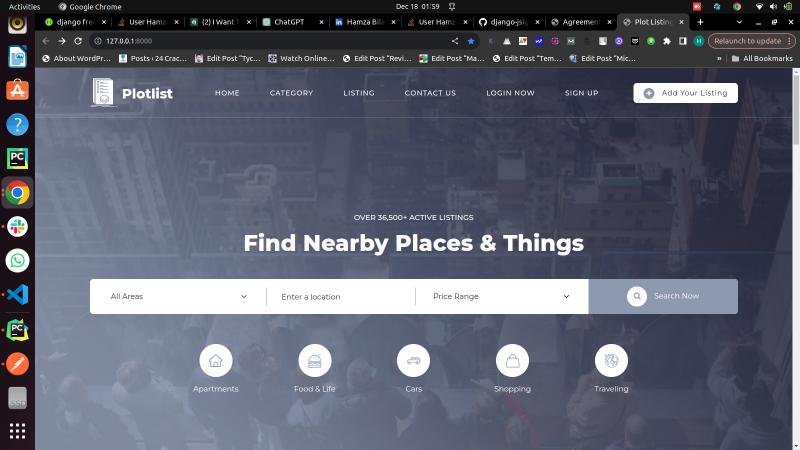 Activities
Google Chrome
Dec 18 01:59
django fre
User Hamz
(2) I Want T
ChatGPT
Hamza Bila
User Hamz
django-jsig
Agreemen
Plot Listin
127.0.0.1:8000
Relaunch to update
About WordPr...
Posts ‹ 24 Crac...
Edit Post "Tyc...
Watch Online...
Edit Post "Revi...
Edit Post "Ma...
Edit Post "Tem...
Edit Post "Mic...
»
All Bookmarks
Plotlist
HOME
CATEGORY
LISTING
CONTACT US
LOGIN NOW
SIGN UP
Add Your Listing
OVER 36,500+ ACTIVE LISTINGS
Find Nearby Places & Things
All Areas
Enter a location
Price Range
Search Now
Apartments
Food & Life
Cars
Shopping
Traveling
PC
PC
SSD